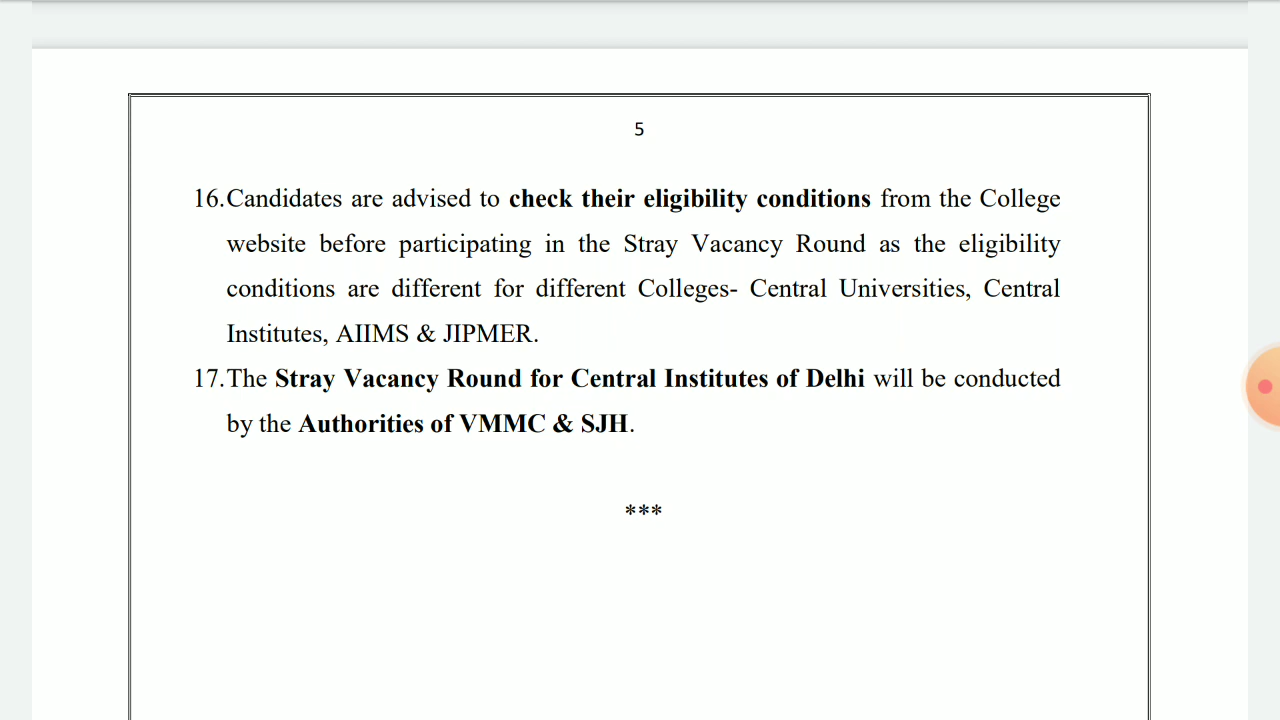 5
16.Candidates are advised to check their eligibility conditions from the College
website before participating in the Stray Vacancy Round as the eligibility
conditions are different for different Colleges- Central Universities, Central
Institutes, AIIMS & JIPMER.
17.The Stray Vacancy Round for Central Institutes of Delhi will be conducted
by the Authorities of VMMC & SJH.
***